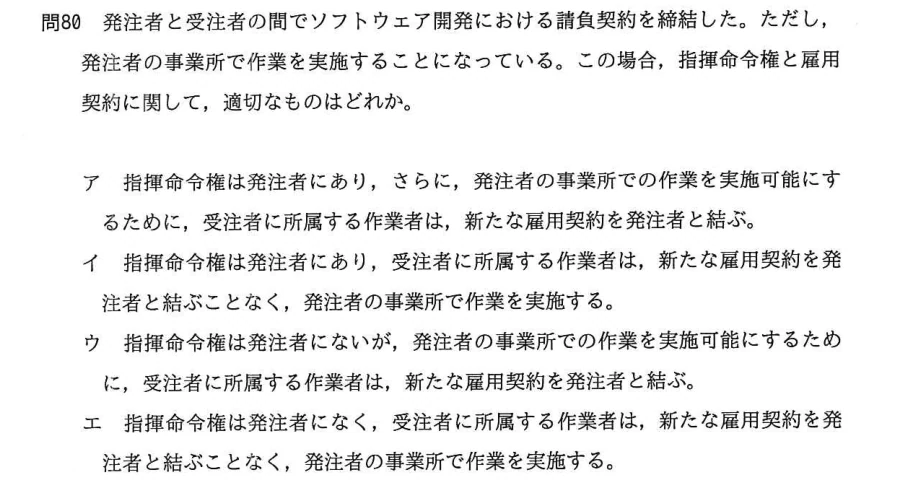 問80　発注者と受注者の間でソフトウェア開発における請負契約を締結した。ただし，
発注者の事業所で作業を実施することになっている。この場合，指揮命令権と雇用
契約に関して，適切なものはどれか。
ア　指揮命令権は発注者にあり，さらに，発注者の事業所での作業を実施可能にす
るために，受注者に所属する作業者は，新たな雇用契約を発注者と結ぶ。
イ　指揮命令権は発注者にあり，受注者に所属する作業者は，新たな雇用契約を発
注者と結ぶことなく，発注者の事業所で作業を実施する。
ウ　指揮命令権は発注者にないが，発注者の事業所での作業を実施可能にするため
に，受注者に所属する作業者は，新たな雇用契約を発注者と結ぶ。
エ　指揮命令権は発注者になく，受注者に所属する作業者は，新たな雇用契約を発
注者と結ぶことなく，発注者の事業所で作業を実施する。